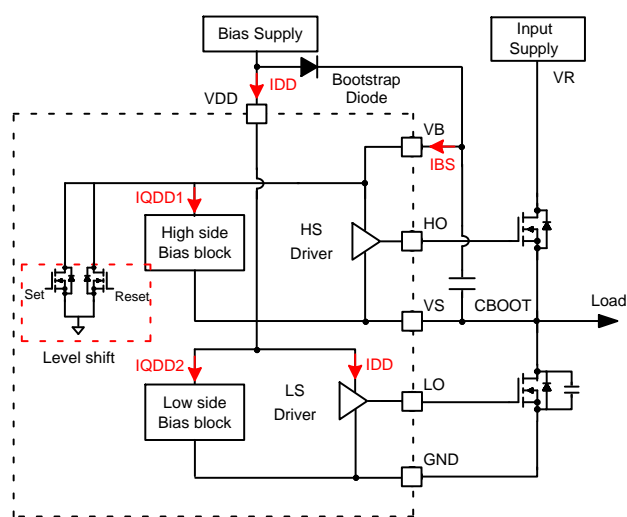 Bias Supply
Input
Supply
VR
IDD
Bootstrap
Diode
VDD
VB
IBS
IQDD1
High side
Bias block
HS
Driver
HO
Set
Reset
Level shift
VS
CBOOT
Load
IQDD2
IDD
Low side
Bias block
LS
Driver
LO
GND